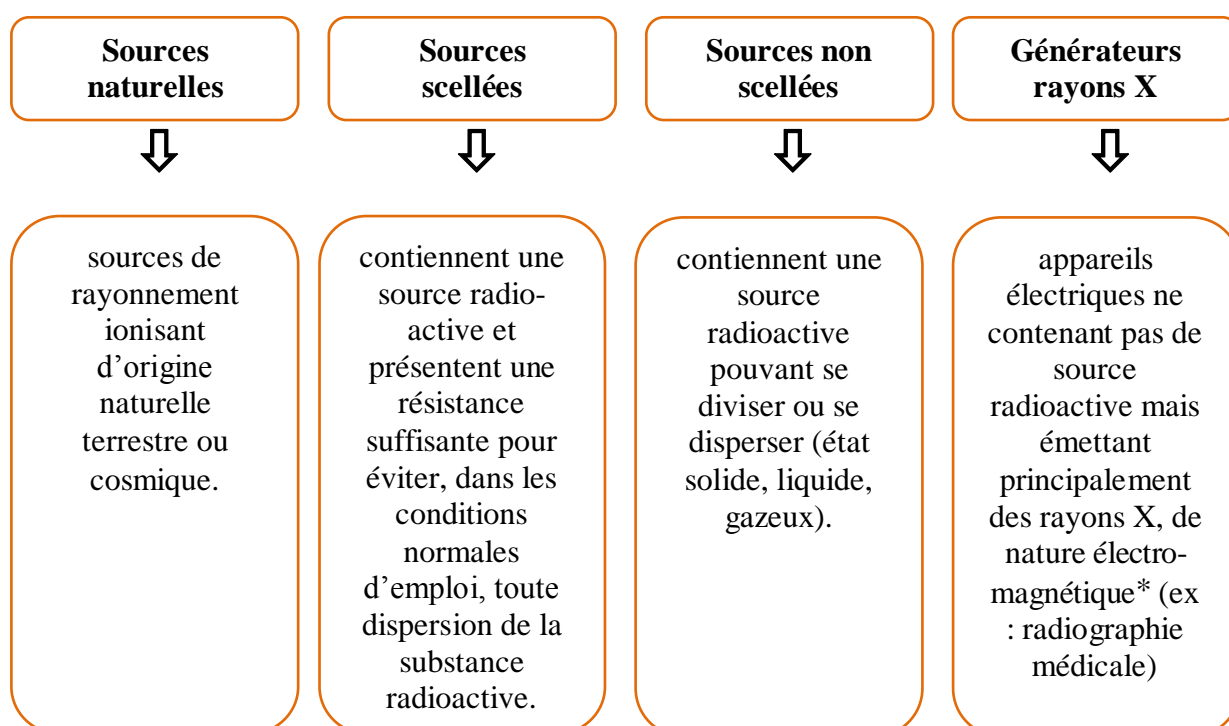 Sources
naturelles
Sources
scellées
Sources non
scellées
Générateurs
rayons X
sources de
rayonnement
ionisant
d’origine
naturelle
terrestre ou
cosmique.
contiennent une
source radio-
active et
présentent une
résistance
suffisante pour
éviter, dans les
conditions
normales
d’emploi, toute
dispersion de la
substance
radioactive.
contiennent une
source
radioactive
pouvant se
diviser ou se
disperser (état
solide, liquide,
gazeux).
appareils
électriques ne
contenant pas de
source
radioactive mais
émettant
principalement
des rayons X, de
nature électro-
magnétique* (ex
: radiographie
médicale)